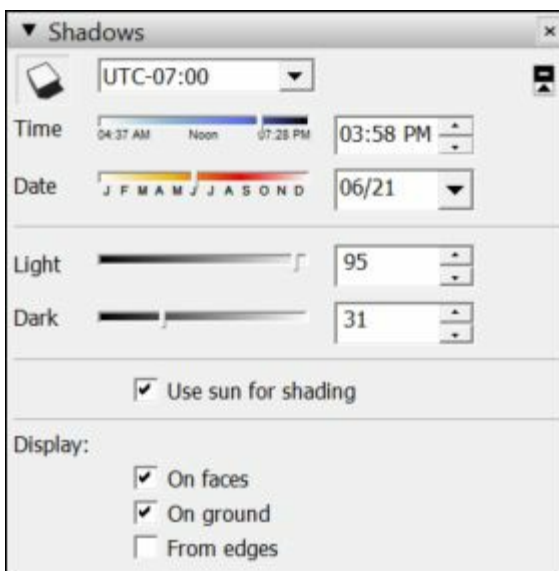 Shadows
UTC-07:00
Time 04:37 AM Noon 07:28 PM 03:58 PM
Date J F M A M J J A S O N D 06/21
Light 95
Dark 31
Use sun for shading
Display:
On faces
On ground
From edges